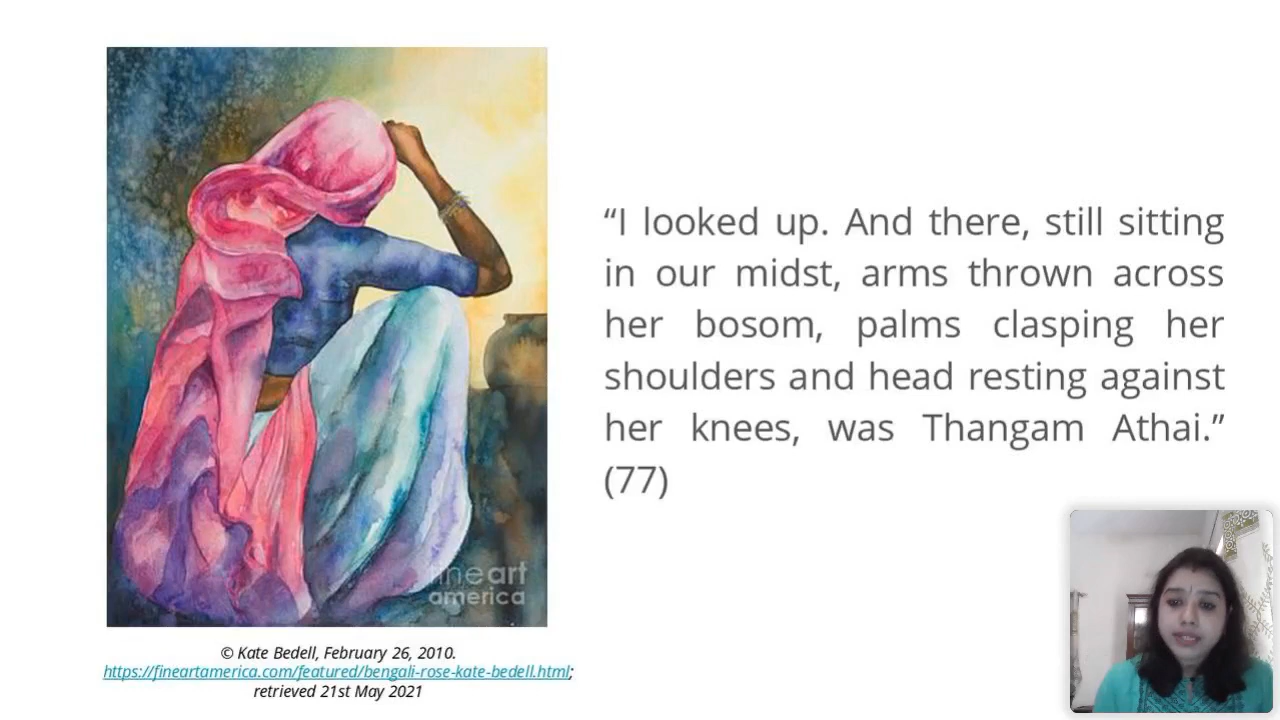 “I looked up. And there, still sitting
in our midst, arms thrown across
her bosom, palms clasping her
shoulders and head resting against
her knees, was Thangam Athai.”
(77)
fineart
america
© Kate Bedell, February 26, 2010.
https://fineartamerica.com/featured/bengali-rose-kate-bedell.html;
retrieved 21st May 2021